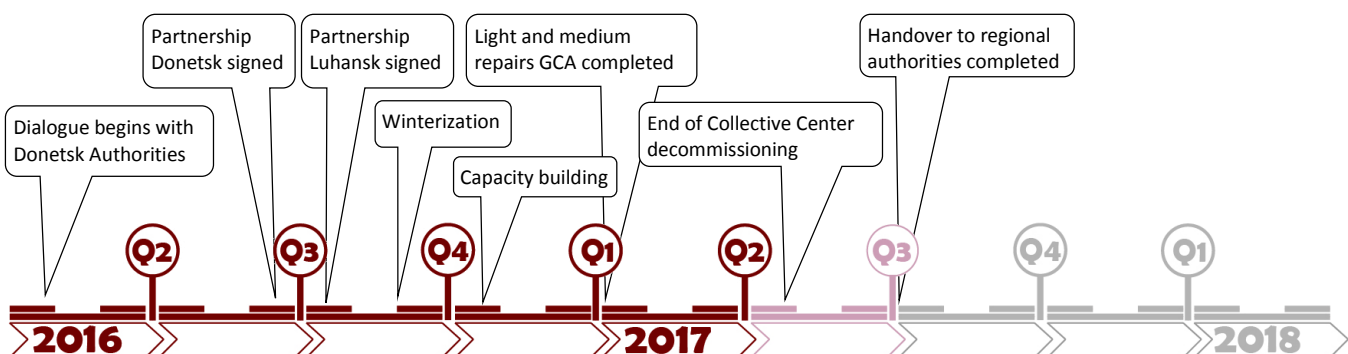 Partnership
Donetsk signed
Partnership
Luhansk signed
Light and medium
repairs GCA completed
Handover to regional
authorities completed
Dialogue begins with
Donetsk Authorities
Winterization
End of Collective Center
decommissioning
Capacity building
Q2
Q3
Q4
Q1
Q2
Q3
Q4
Q1
2016
2017
2018